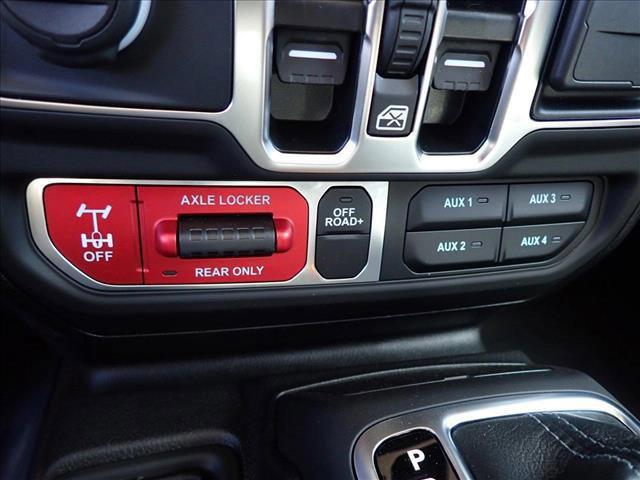 AXLE LOCKER
OFF
REAR ONLY
OFF
ROAD+
AUX 1
AUX 3
AUX 2
AUX 4
P